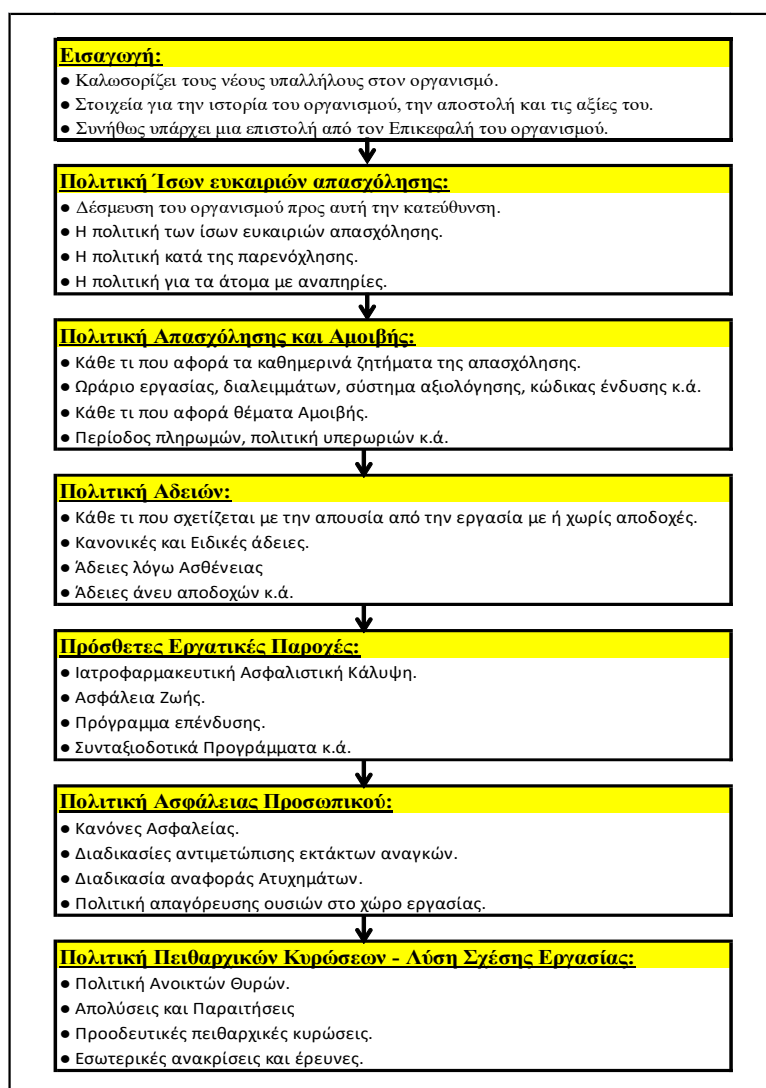 Εισαγωγή:
● Καλωσορίζει τους νέους υπαλλήλους στον οργανισμό.
● Στοιχεία για την ιστορία του οργανισμού, την αποστολή και τις αξίες του.
● Συνήθως υπάρχει μια επιστολή από τον Επικεφαλή του οργανισμού.
Πολιτική Ίσων ευκαιριών απασχόλησης:
● Δέσμευση του οργανισμού προς αυτή την κατεύθυνση.
● Η πολιτική των ίσων ευκαιριών απασχόλησης.
● Η πολιτική κατά της παρενόχλησης.
● Η πολιτική για τα άτομα με αναπηρίες.
Πολιτική Απασχόλησης και Αμοιβής:
● Κάθε τι που αφορά τα καθημερινά ζητήματα της απασχόλησης.
● Ωράριο εργασίας, διαλειμμάτων, σύστημα αξιολόγησης, κώδικας ένδυσης κ.ά.
● Κάθε τι που αφορά θέματα Αμοιβής.
● Περίοδος πληρωμών, πολιτική υπερωριών κ.ά.
Πολιτική Αδειών:
● Κάθε τι που σχετίζεται με την απουσία από την εργασία με ή χωρίς αποδοχές.
● Κανονικές και Ειδικές άδειες.
● Άδειες λόγω Ασθένειας
● Άδειες άνευ αποδοχών κ.ά.
Πρόσθετες Εργατικές Παροχές:
● Ιατροφαρμακευτική Ασφαλιστική Κάλυψη.
● Ασφάλεια Ζωής.
● Πρόγραμμα επένδυσης.
● Συνταξιοδοτικά Προγράμματα κ.ά.
Πολιτική Ασφάλειας Προσωπικού:
● Κανόνες Ασφαλείας.
● Διαδικασίες αντιμετώπισης εκτάκτων αναγκών.
● Διαδικασία αναφοράς Ατυχημάτων.
● Πολιτική απαγόρευσης ουσιών στο χώρο εργασίας.
Πολιτική Πειθαρχικών Κυρώσεων - Λύση Σχέσης Εργασίας:
● Πολιτική Ανοικτών Θυρών.
● Απολύσεις και Παραιτήσεις
● Προοδευτικές πειθαρχικές κυρώσεις.
● Εσωτερικές ανακρίσεις και έρευνες.